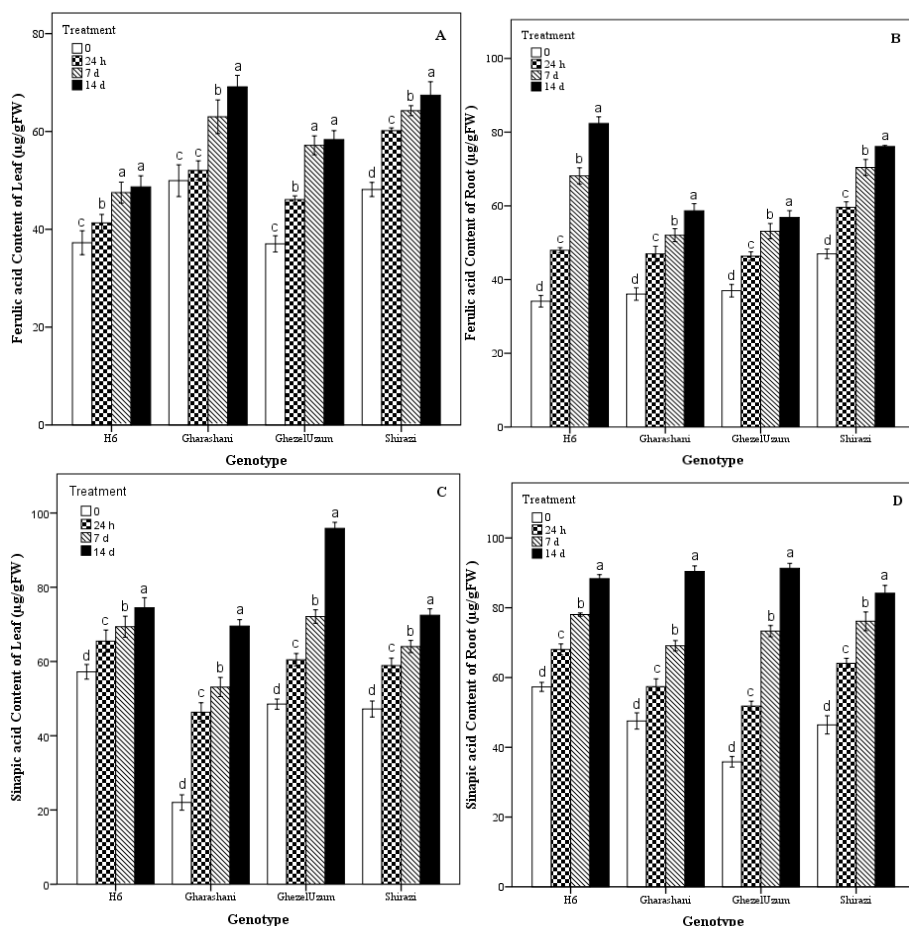 Treatment
0
24 h
7 d
14 d
A
Ferulic acid Content of Leaf (µg/gFW )
80
60
40
20
0
c
b
a
a
c
c
b
a
c
b
a
a
d
c
b
a
H6
Gharashani
GhezelUzum
Shirazi
Genotype
Treatment
0
24 h
7 d
14 d
B
Ferulic acid Content of Root (µg/gFW )
100
80
60
40
20
0
d
c
b
a
d
c
b
a
d
c
b
a
d
c
b
a
H6
Gharashani
GhezelUzum
Shirazi
Genotype
Treatment
0
24 h
7 d
14 d
C
Sinapic acid Content of Leaf (µg/gFW )
100
80
60
40
20
0
d
c
b
a
d
c
b
a
d
c
b
a
d
c
b
a
H6
Gharashani
GhezelUzum
Shirazi
Genotype
Treatment
0
24 h
7 d
14 d
D
Sinapic acid Content of Root (µg/gFW )
100
80
60
40
20
0
d
c
b
a
d
c
b
a
d
c
b
a
d
c
b
a
H6
Gharashani
GhezelUzum
Shirazi
Genotype